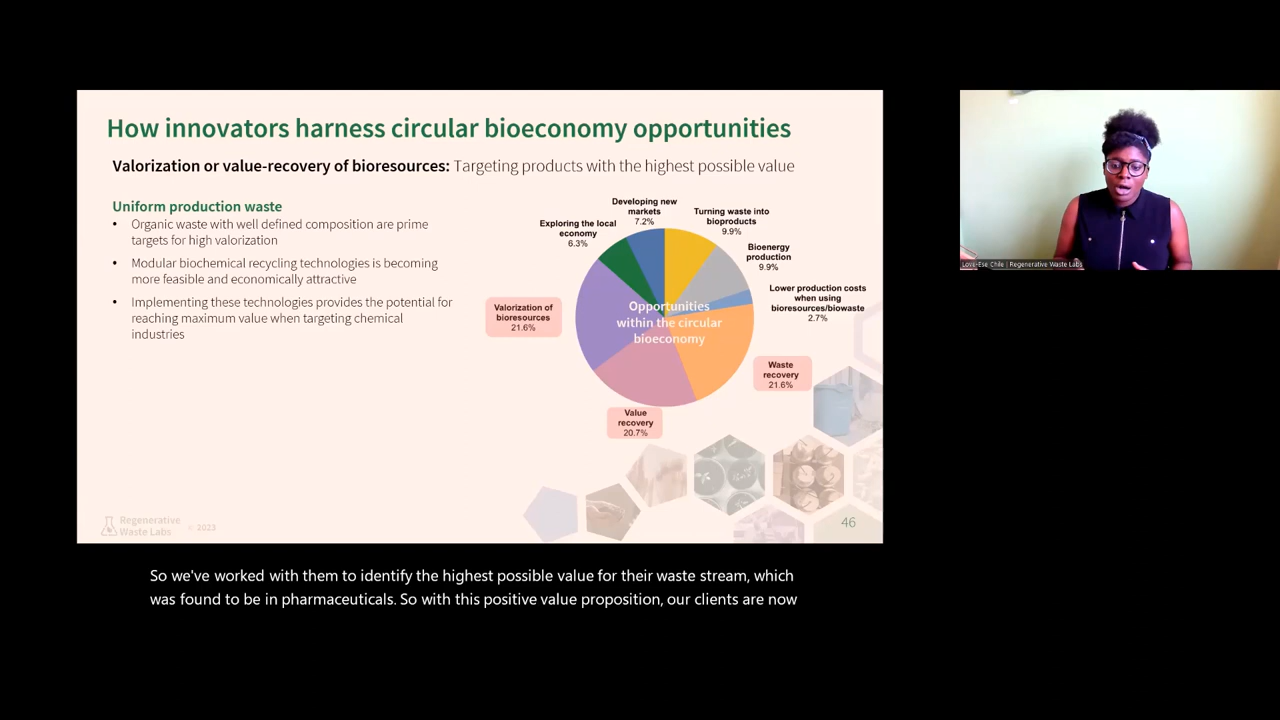 How innovators harness circular bioeconomy opportunities
Valorization or value-recovery of bioresources: Targeting products with the highest possible value
Uniform production waste
• Organic waste with well defined composition are prime
targets for high valorization
• Modular biochemical recycling technologies is becoming
more feasible and economically attractive
• Implementing these technologies provides the potential for
reaching maximum value when targeting chemical
industries
Developing new
markets
7.2%
Turning waste into
bioproducts
9.9%
Exploring the local
economy
6.3%
Bioenergy
production
9.9%
Lower production costs
when using
bioresources/biowaste
2.7%
Valorization of
bioresources
21.6%
Opportunities
within the circular
bioeconomy
Waste
recovery
21.6%
Value
recovery
20.7%
Regenerative
Waste Labs
© 2023
46
Love-Ese Chile | Regenerative Waste Labs
So we've worked with them to identify the highest possible value for their waste stream, which
was found to be in pharmaceuticals. So with this positive value proposition, our clients are now